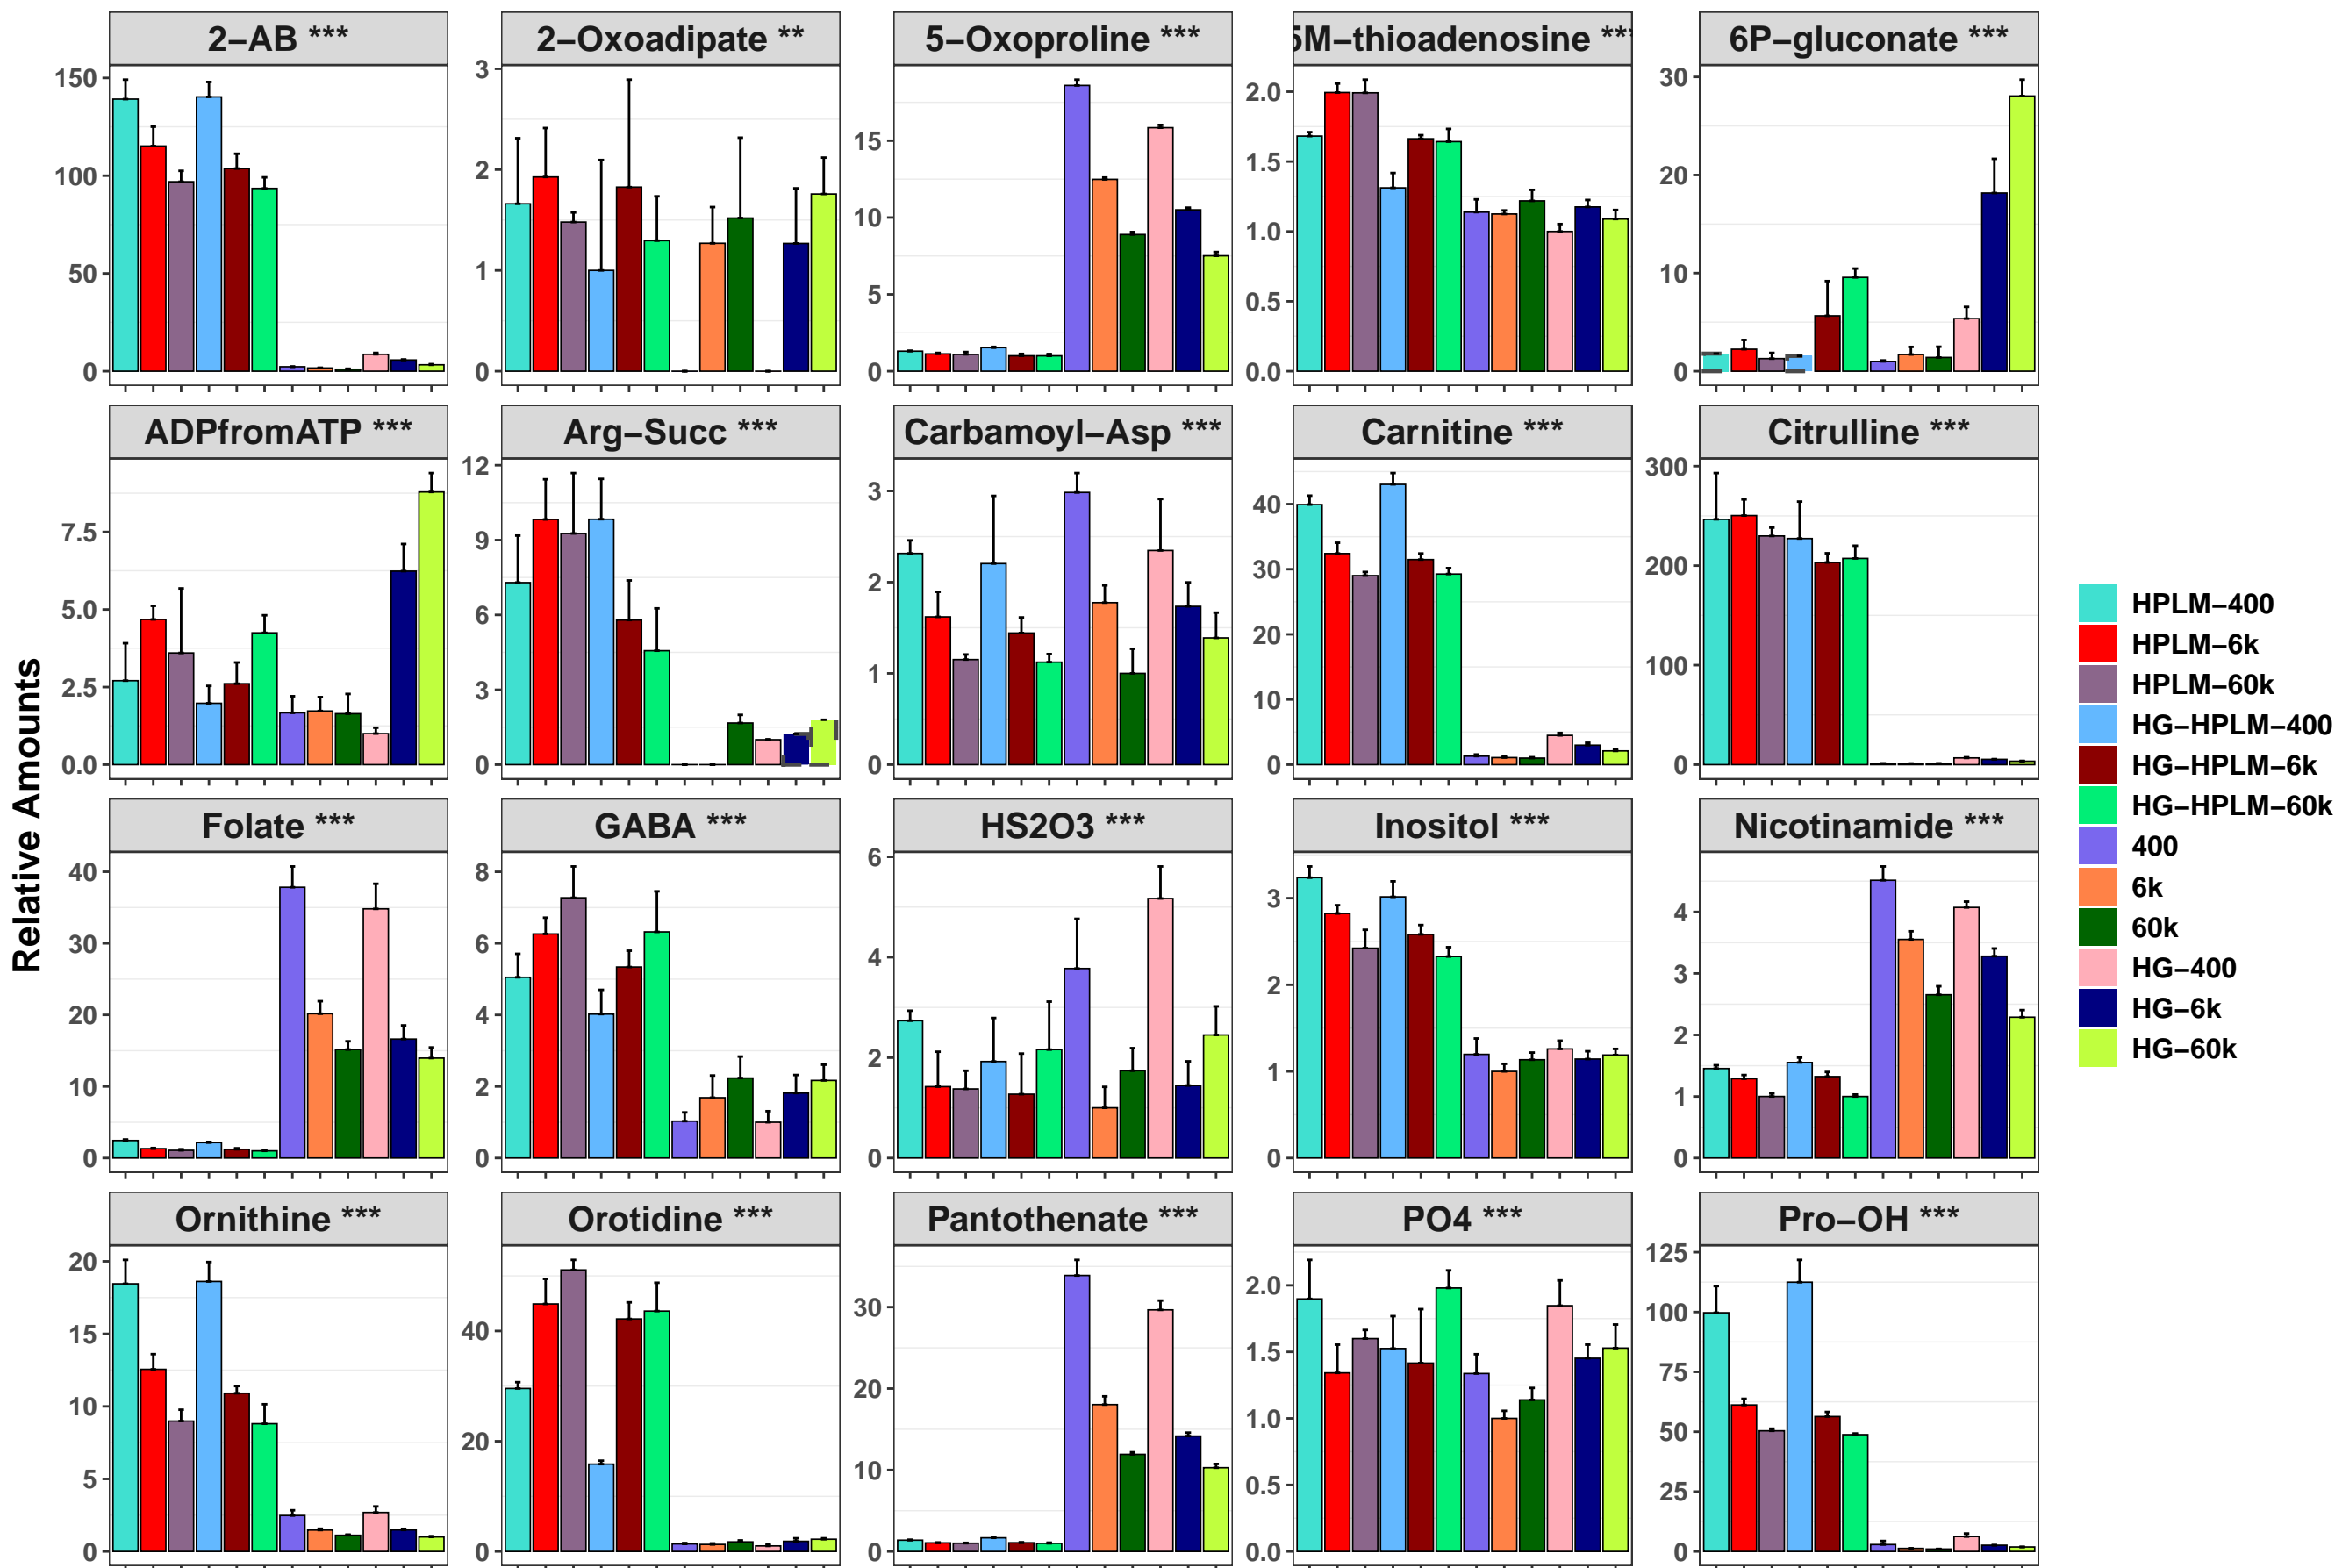 2–AB ***
2–Oxoadipate **
5–Oxoproline ***
5M–thioadenosine ***
6P–gluconate ***
150
100
50
0
3
2
1
0
15
10
5
0
2.0
1.5
1.0
0.5
0.0
30
20
10
0
ADPfromATP ***
Arg–Succ ***
Carbamoyl–Asp ***
Carnitine ***
Citrulline ***
7.5
5.0
2.5
0.0
12
9
6
3
0
3
2
1
0
40
30
20
10
0
300
200
100
0
Relative Amounts
Folate ***
GABA ***
HS2O3 ***
Inositol ***
Nicotinamide ***
40
30
20
10
0
8
6
4
2
0
6
4
2
0
3
2
1
0
4
3
2
1
0
Ornithine ***
Orotidine ***
Pantothenate ***
PO4 ***
Pro–OH ***
20
15
10
5
0
40
20
0
30
20
10
0
2.0
1.5
1.0
0.5
0.0
125
100
75
50
25
0
HPLM–400
HPLM–6k
HPLM–60k
HG–HPLM–400
HG–HPLM–6k
HG–HPLM–60k
400
6k
60k
HG–400
HG–6k
HG–60k